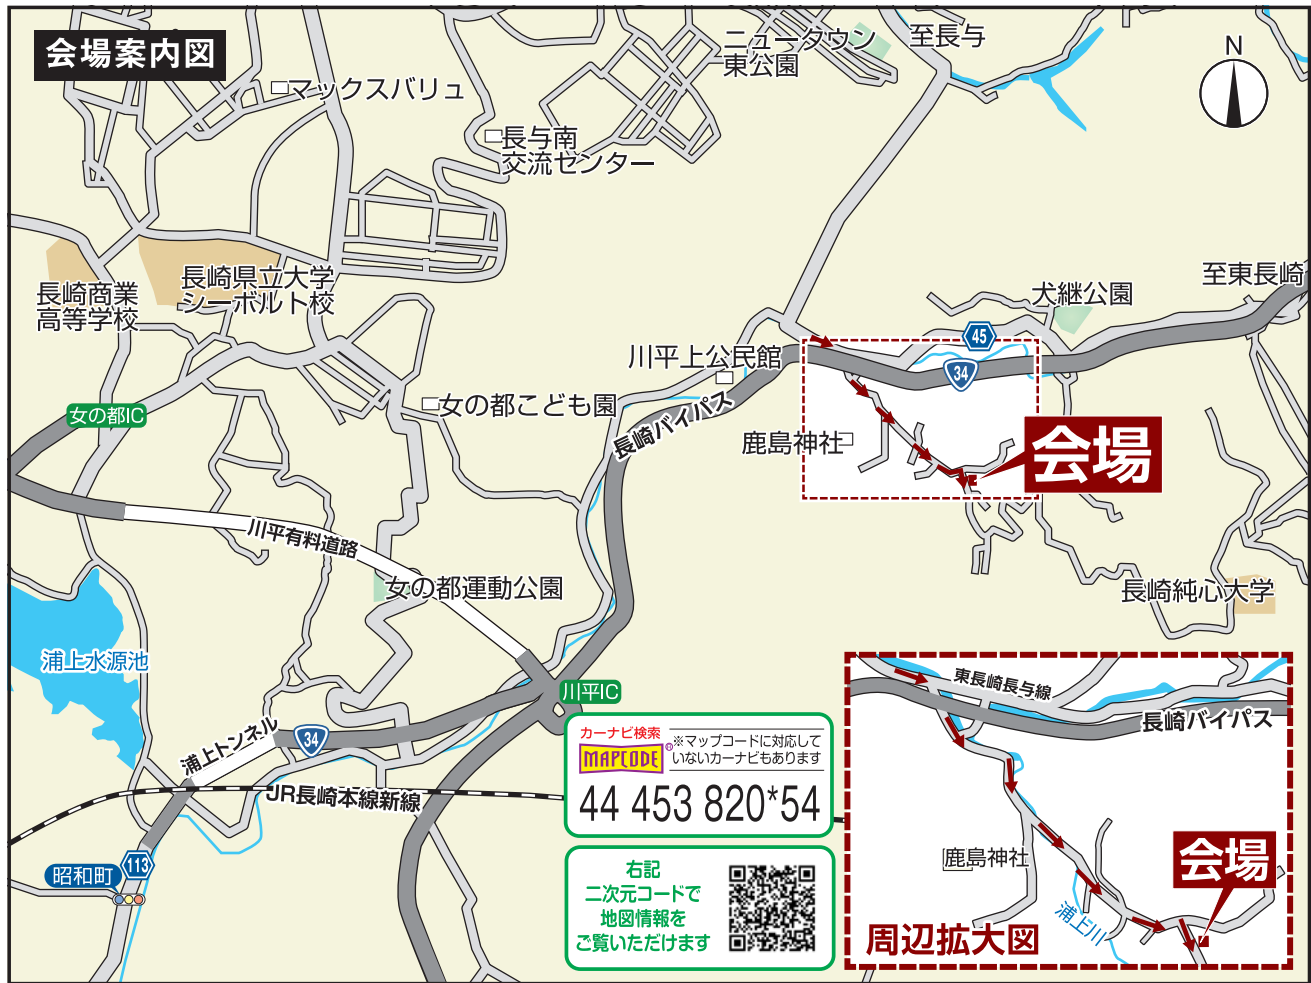 会場案内図
マックスバリュ
ニュータウン
東公園
至長与
N
長与南
交流センター
長崎商業
高等学校
長崎県立大学
シーボルト校
至東長崎
犬継公園
45
34
川平上公民館
女の都IC
女の都こども園
長崎バイパス
鹿島神社
会場
川平有料道路
女の都運動公園
長崎純心大学
浦上水源池
川平IC
浦上トンネル
34
JR長崎本線新線
113
昭和町
カーナビ検索
MAPCODE®
※マップコードに対応して
いないカーナビもあります
44 453 820*54
右記
二次元コードで
地図情報を
ご覧いただけます
東長崎長与線
長崎バイパス
鹿島神社
会場
浦上川
周辺拡大図